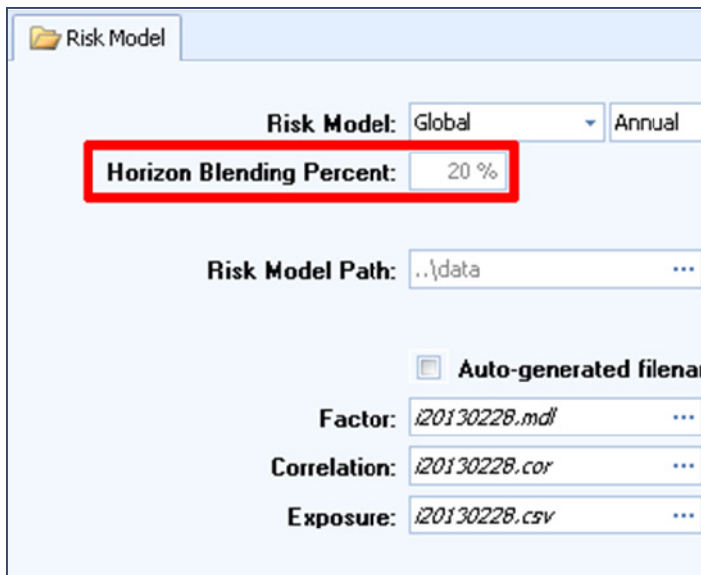 Risk Model
Risk Model: Global Annual
Horizon Blending Percent: 20 %
Risk Model Path: ..\data ...
Auto-generated filena
Factor: i20130228.mdl ...
Correlation: i20130228.cor ...
Exposure: i20130228.csv ...